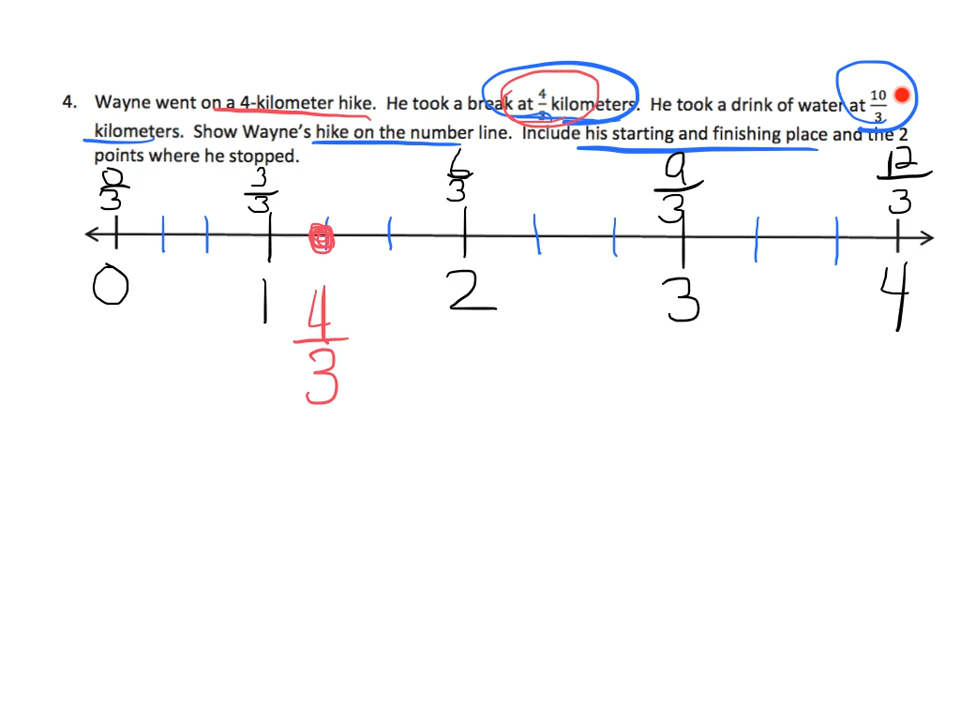 4. Wayne went on a 4-kilometer hike. He took a break at 4/3 kilometers. He took a drink of water at 10/3
kilometers. Show Wayne's hike on the number line. Include his starting and finishing place and the 2
points where he stopped.
0/3 3/3 6/3 9/3 12/3
0 1 2 3 4
4/3